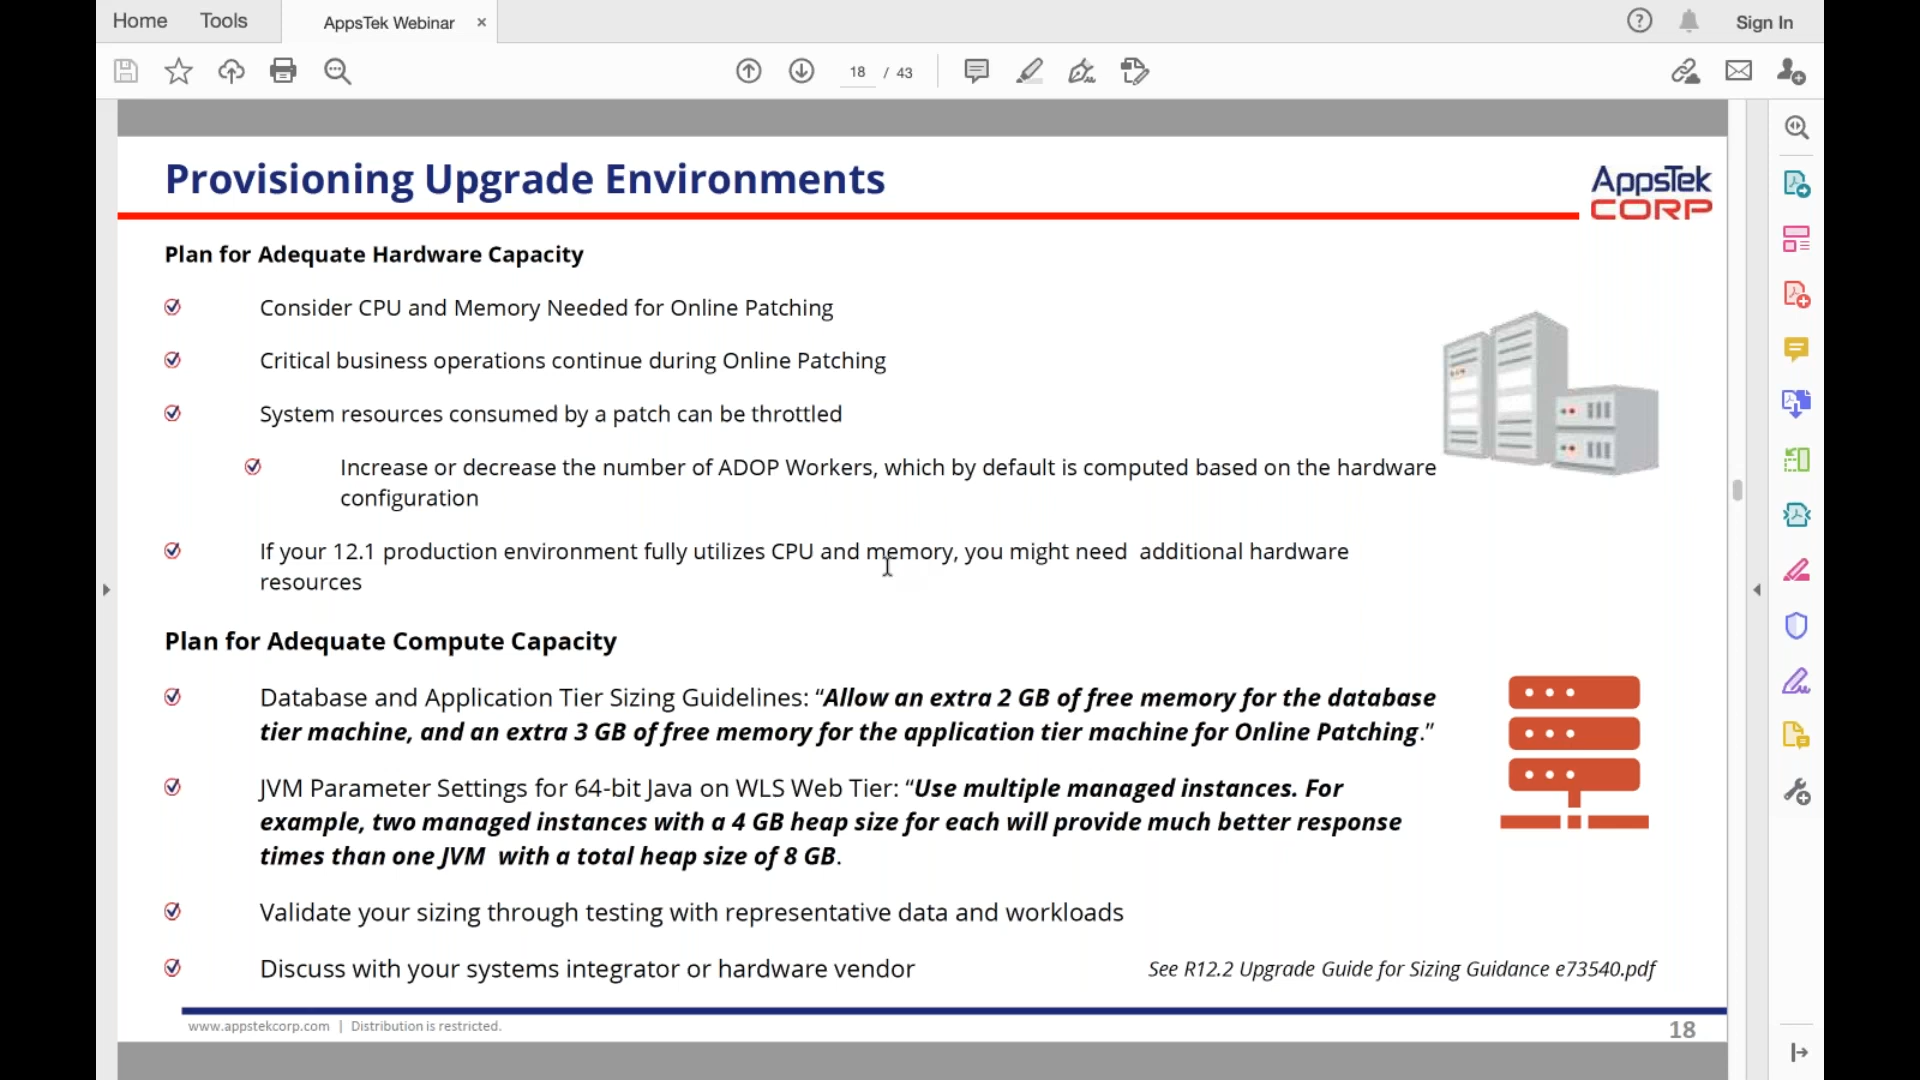 Home Tools AppsTek Webinar × Sign In
18 / 43
Provisioning Upgrade Environments
AppsTek
CORP
Plan for Adequate Hardware Capacity
Consider CPU and Memory Needed for Online Patching
Critical business operations continue during Online Patching
System resources consumed by a patch can be throttled
Increase or decrease the number of ADOP Workers, which by default is computed based on the hardware
configuration
If your 12.1 production environment fully utilizes CPU and memory, you might need additional hardware
resources
Plan for Adequate Compute Capacity
Database and Application Tier Sizing Guidelines: “Allow an extra 2 GB of free memory for the database
tier machine, and an extra 3 GB of free memory for the application tier machine for Online Patching.”
JVM Parameter Settings for 64-bit Java on WLS Web Tier: “Use multiple managed instances. For
example, two managed instances with a 4 GB heap size for each will provide much better response
times than one JVM with a total heap size of 8 GB.
Validate your sizing through testing with representative data and workloads
Discuss with your systems integrator or hardware vendor
See R12.2 Upgrade Guide for Sizing Guidance e73540.pdf
www.appstekcorp.com | Distribution is restricted.
18